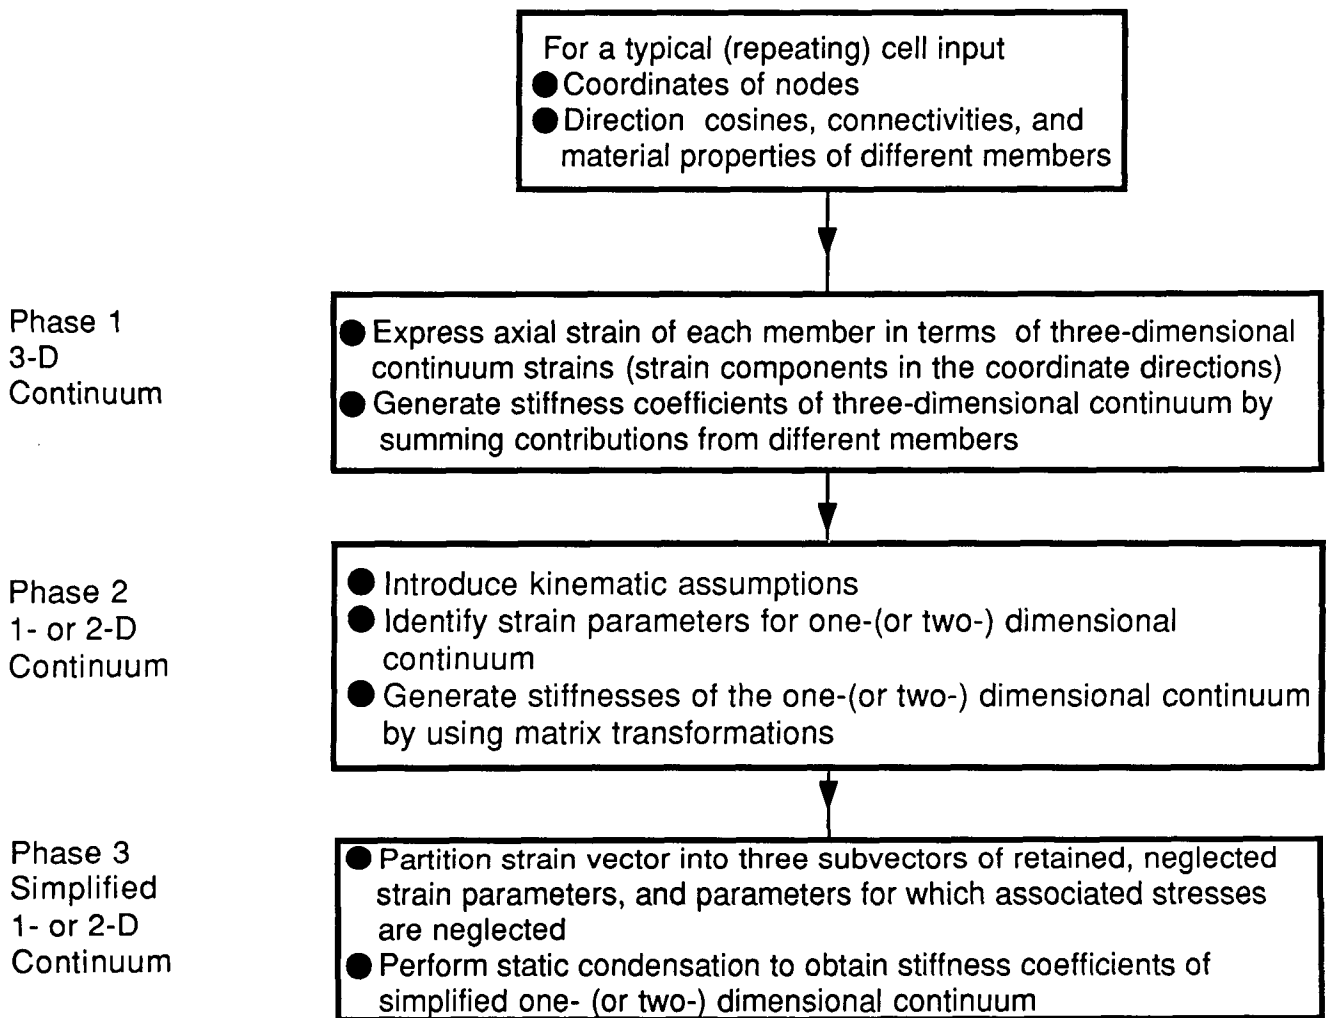 For a typical (repeating) cell input
● Coordinates of nodes
● Direction cosines, connectivities, and
material properties of different members
Phase 1
3-D
Continuum
● Express axial strain of each member in terms of three-dimensional
continuum strains (strain components in the coordinate directions)
● Generate stiffness coefficients of three-dimensional continuum by
summing contributions from different members
Phase 2
1- or 2-D
Continuum
● Introduce kinematic assumptions
● Identify strain parameters for one-(or two-) dimensional
continuum
● Generate stiffnesses of the one-(or two-) dimensional continuum
by using matrix transformations
Phase 3
Simplified
1- or 2-D
Continuum
● Partition strain vector into three subvectors of retained, neglected
strain parameters, and parameters for which associated stresses
are neglected
● Perform static condensation to obtain stiffness coefficients of
simplified one- (or two-) dimensional continuum